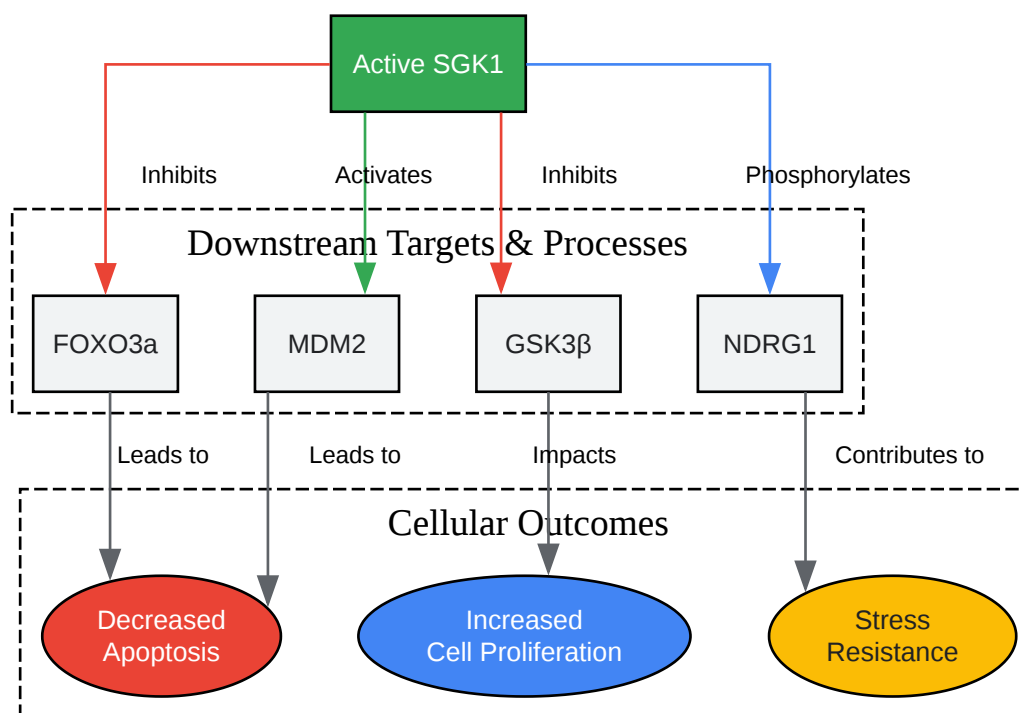 Active SGK1
Inhibits
Activates
Inhibits
Phosphorylates
Downstream Targets & Processes
FOXO3a
MDM2
GSK3β
NDRG1
Leads to
Leads to
Impacts
Contributes to
Cellular Outcomes
Decreased
Apoptosis
Increased
Cell Proliferation
Stress
Resistance